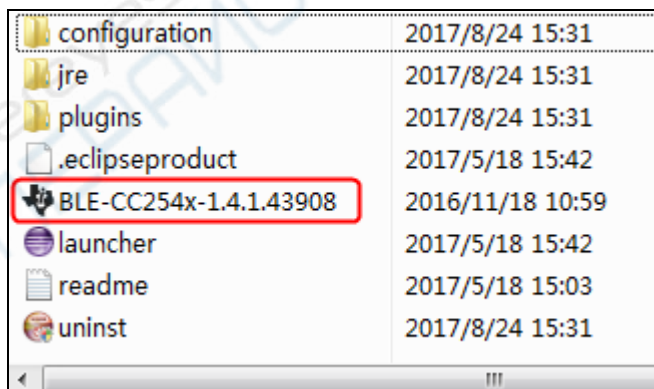 configuration 2017/8/24 15:31
jre 2017/8/24 15:31
plugins 2017/8/24 15:31
.eclipseproduct 2017/5/18 15:42
BLE-CC254x-1.4.1.43908 2016/11/18 10:59
launcher 2017/5/18 15:42
readme 2017/5/18 15:03
uninst 2017/8/24 15:31